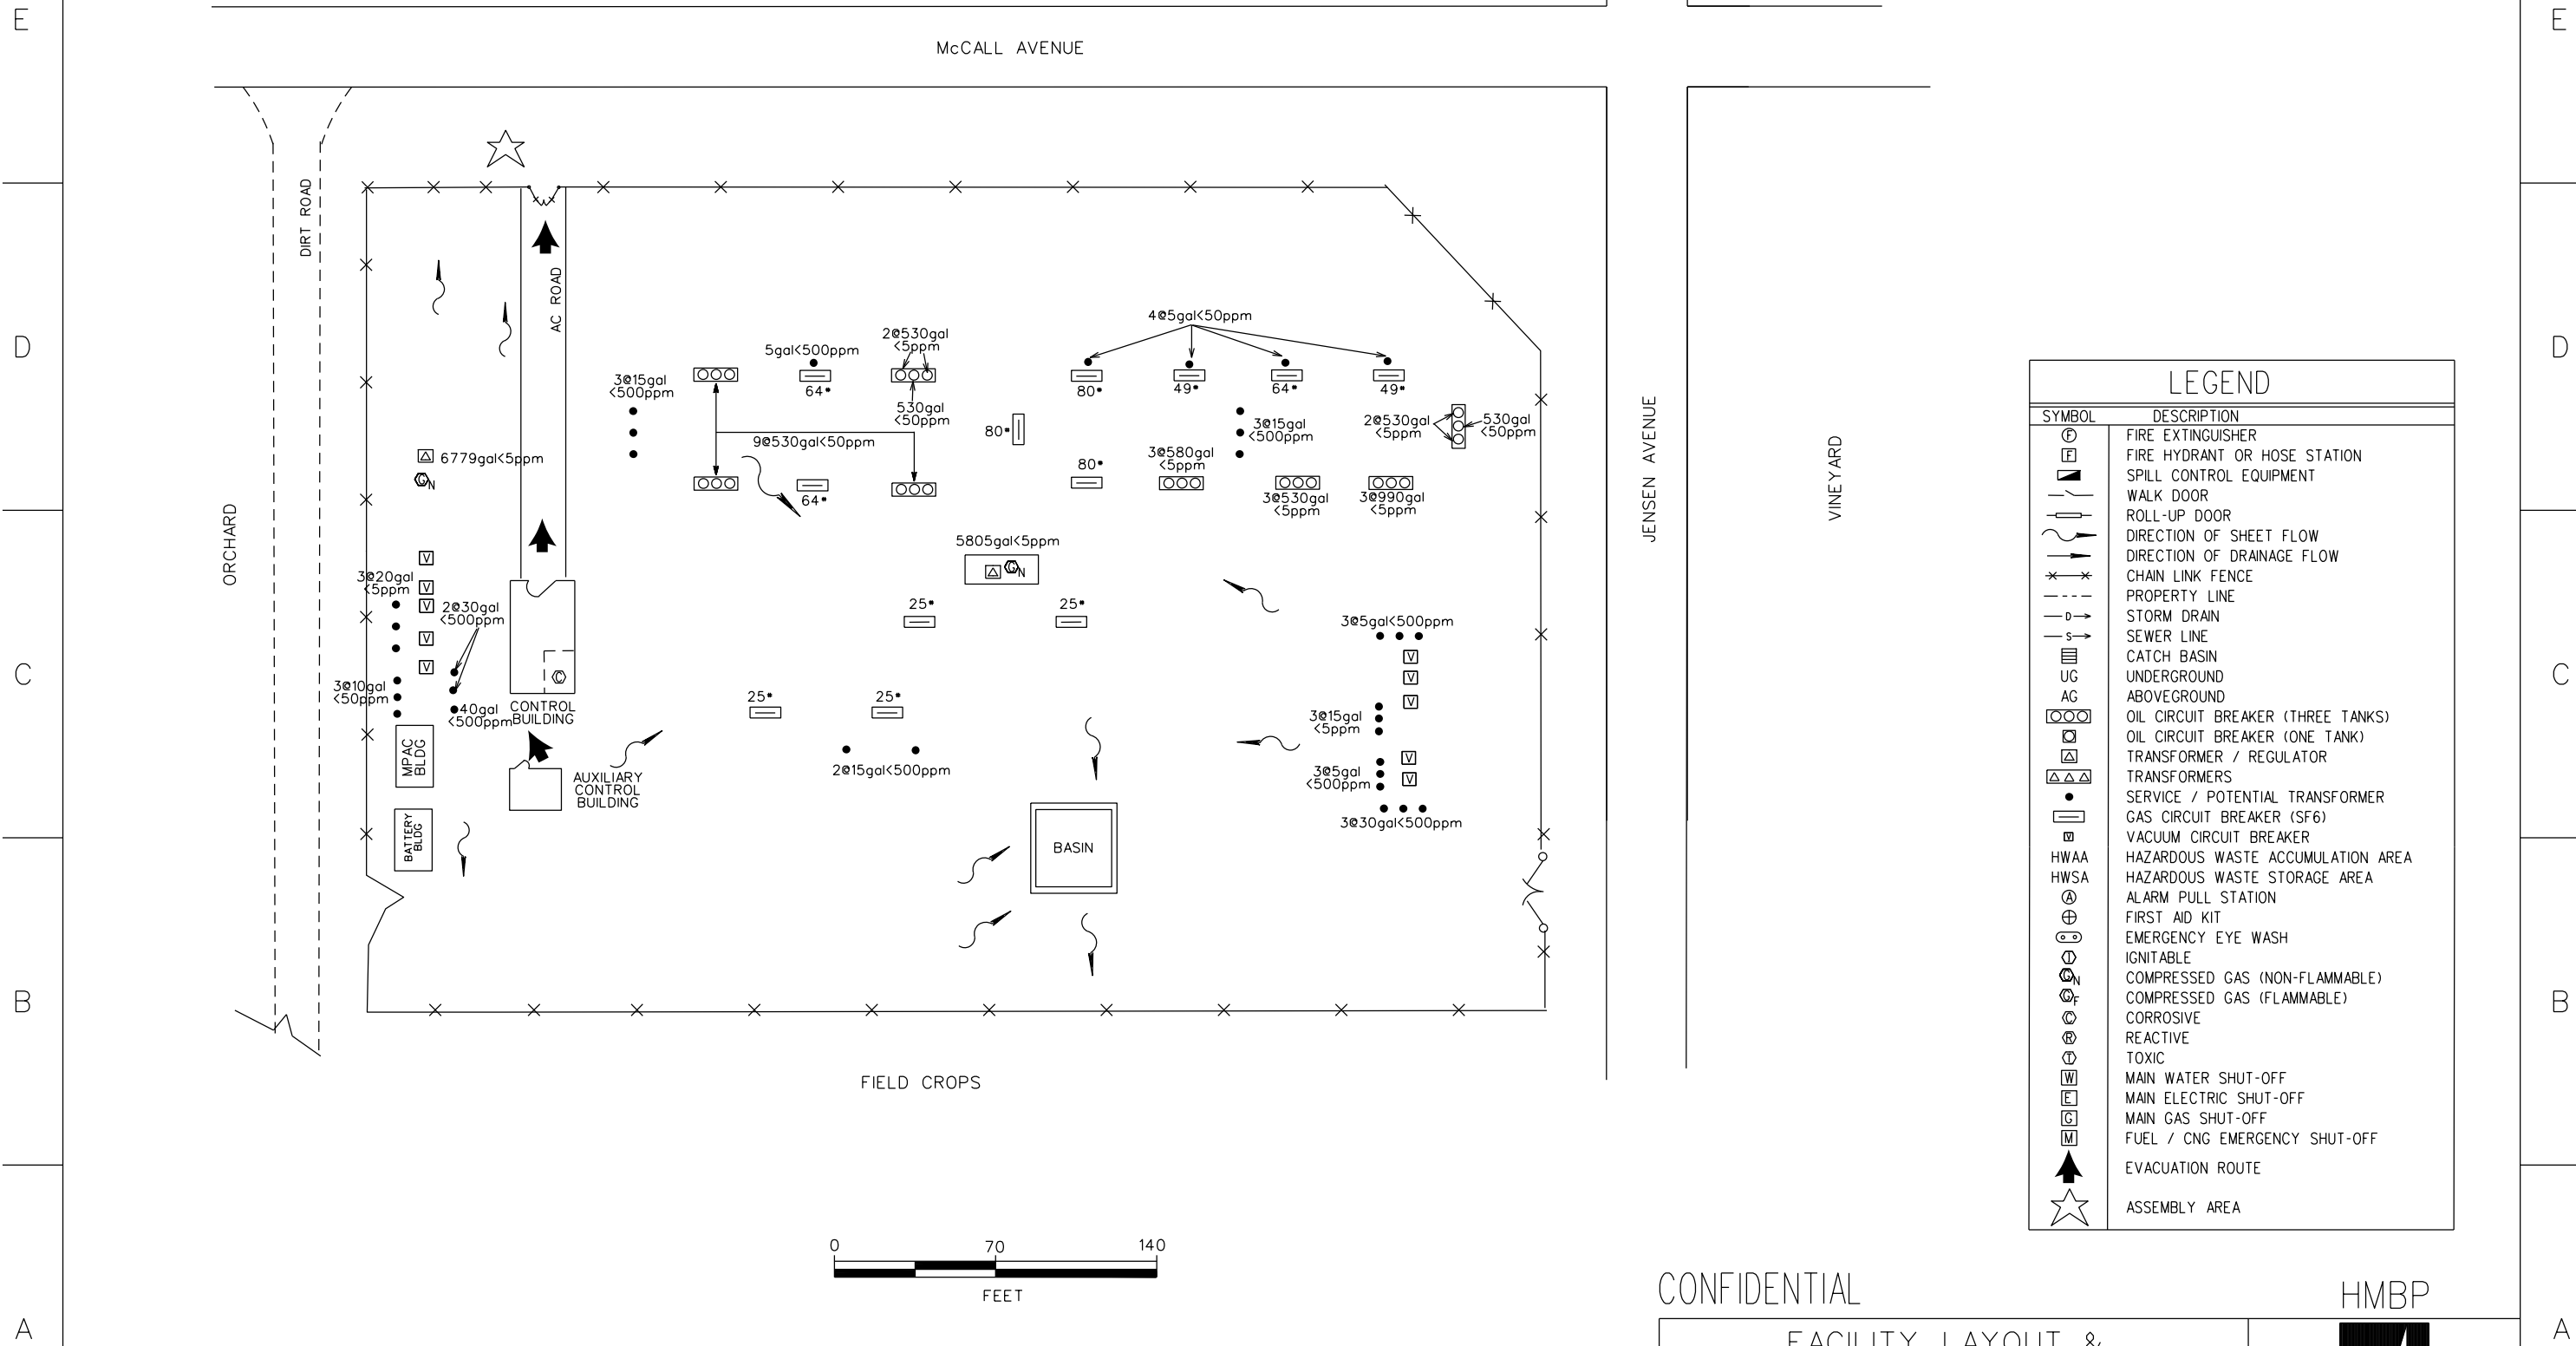 E
E
McCALL AVENUE
DIRT ROAD
AC ROAD
D
D
4@5gal<50ppm
2@530gal
<5ppm
5gal<500ppm
64#
3@15gal
<500ppm
530gal
<50ppm
80#
49#
64#
49#
9@530gal<50ppm
80#
3@15gal
<500ppm
2@530gal
<5ppm
530gal
<50ppm
6779gal<5ppm
GN
64#
80#
3@580gal
<5ppm
3@530gal
<5ppm
3@990gal
<5ppm
ORCHARD
JENSEN AVENUE
VINEYARD
5805gal<5ppm
GN
V
V
V
V
V
3@20gal
<5ppm
2@30gal
<500ppm
25#
25#
3@5gal<500ppm
V
V
V
C
C
C
3@10gal
<50ppm
40gal
<500ppm
CONTROL
BUILDING
25#
25#
3@15gal
<5ppm
MPAC
BLDG
2@15gal<500ppm
V
V
3@5gal
<500ppm
AUXILIARY
CONTROL
BUILDING
3@30gal<500ppm
BATTERY
BLDG
BASIN
B
B
FIELD CROPS
LEGEND
SYMBOL DESCRIPTION
F FIRE EXTINGUISHER
F FIRE HYDRANT OR HOSE STATION
SPILL CONTROL EQUIPMENT
WALK DOOR
ROLL-UP DOOR
DIRECTION OF SHEET FLOW
DIRECTION OF DRAINAGE FLOW
CHAIN LINK FENCE
PROPERTY LINE
D STORM DRAIN
S SEWER LINE
CATCH BASIN
UG UNDERGROUND
AG ABOVEGROUND
OIL CIRCUIT BREAKER (THREE TANKS)
OIL CIRCUIT BREAKER (ONE TANK)
TRANSFORMER / REGULATOR
TRANSFORMERS
SERVICE / POTENTIAL TRANSFORMER
GAS CIRCUIT BREAKER (SF6)
V VACUUM CIRCUIT BREAKER
HWAA HAZARDOUS WASTE ACCUMULATION AREA
HWSA HAZARDOUS WASTE STORAGE AREA
A ALARM PULL STATION
FIRST AID KIT
EMERGENCY EYE WASH
I IGNITABLE
GN COMPRESSED GAS (NON-FLAMMABLE)
GF COMPRESSED GAS (FLAMMABLE)
C CORROSIVE
R REACTIVE
T TOXIC
W MAIN WATER SHUT-OFF
E MAIN ELECTRIC SHUT-OFF
G MAIN GAS SHUT-OFF
M FUEL / CNG EMERGENCY SHUT-OFF
EVACUATION ROUTE
ASSEMBLY AREA
0 70 140
FEET
CONFIDENTIAL
HMBP
FACILITY LAYOUT &
A
A